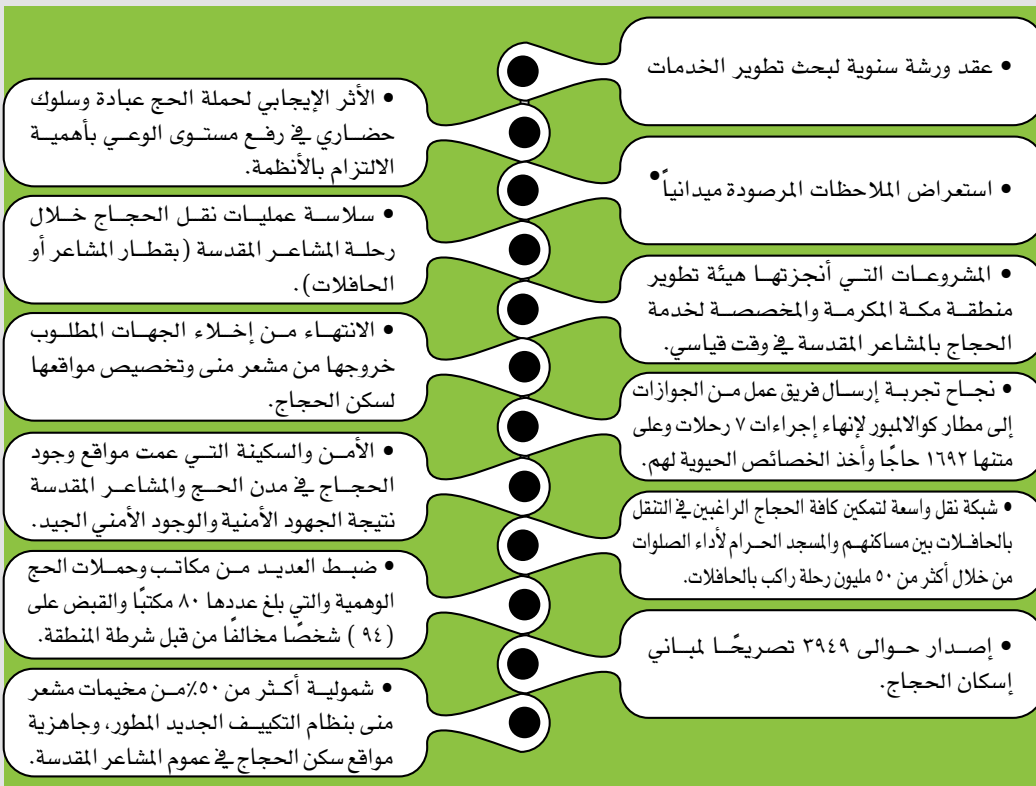 • عقد ورشة سنوية لبحث تطوير الخدمات
• الأثر الإيجابي لحملة الحج عبادة وسلوك
حضاري في رفع مستوى الوعي بأهمية
الالتزام بالأنظمة.
• استعراض الملاحظات المرصودة ميدانياً•
• سلاسة عمليات نقل الحجاج خلال
رحلة المشاعر المقدسة (بقطار المشاعر أو
الحافلات).
• المشروعات التي أنجزتها هيئة تطوير
منطقة مكة المكرمة والمخصصة لخدمة
الحجاج بالمشاعر المقدسة في وقت قياسي.
• الانتهاء من إخلاء الجهات المطلوب
خروجها من مشعر منى وتخصيص مواقعها
لسكن الحجاج.
• نجاح تجربة إرسال فريق عمل من الجوازات
إلى مطار كوالالمبور لإنهاء إجراءات ٧ رحلات وعلى
متنها ١٦٩٢ حاجًا وأخذ الخصائص الحيوية لهم.
• الأمن والسكينة التي عمت مواقع وجود
الحجاج في مدن الحج والمشاعر المقدسة
نتيجة الجهود الأمنية والوجود الأمني الجيد.
• شبكة نقل واسعة لتمكين كافة الحجاج الراغبين في التنقل
بالحافلات بين مساكنهم والمسجد الحرام لأداء الصلوات
من خلال أكثر من ٥٠ مليون رحلة راكب بالحافلات.
• ضبط العديد من مكاتب وحملات الحج
الوهمية والتي بلغ عددها ٨٠ مكتبًا والقبض على
(٩٤ ) شخصًا مخالفًا من قبل شرطة المنطقة.
• إصدار حوالى ٣٩٤٩ تصريحًا لمباني
إسكان الحجاج.
• شمولية أكثر من ٥٠٪من مخيمات مشعر
منى بنظام التكييف الجديد المطور، وجاهزية
مواقع سكن الحجاج في عموم المشاعر المقدسة.